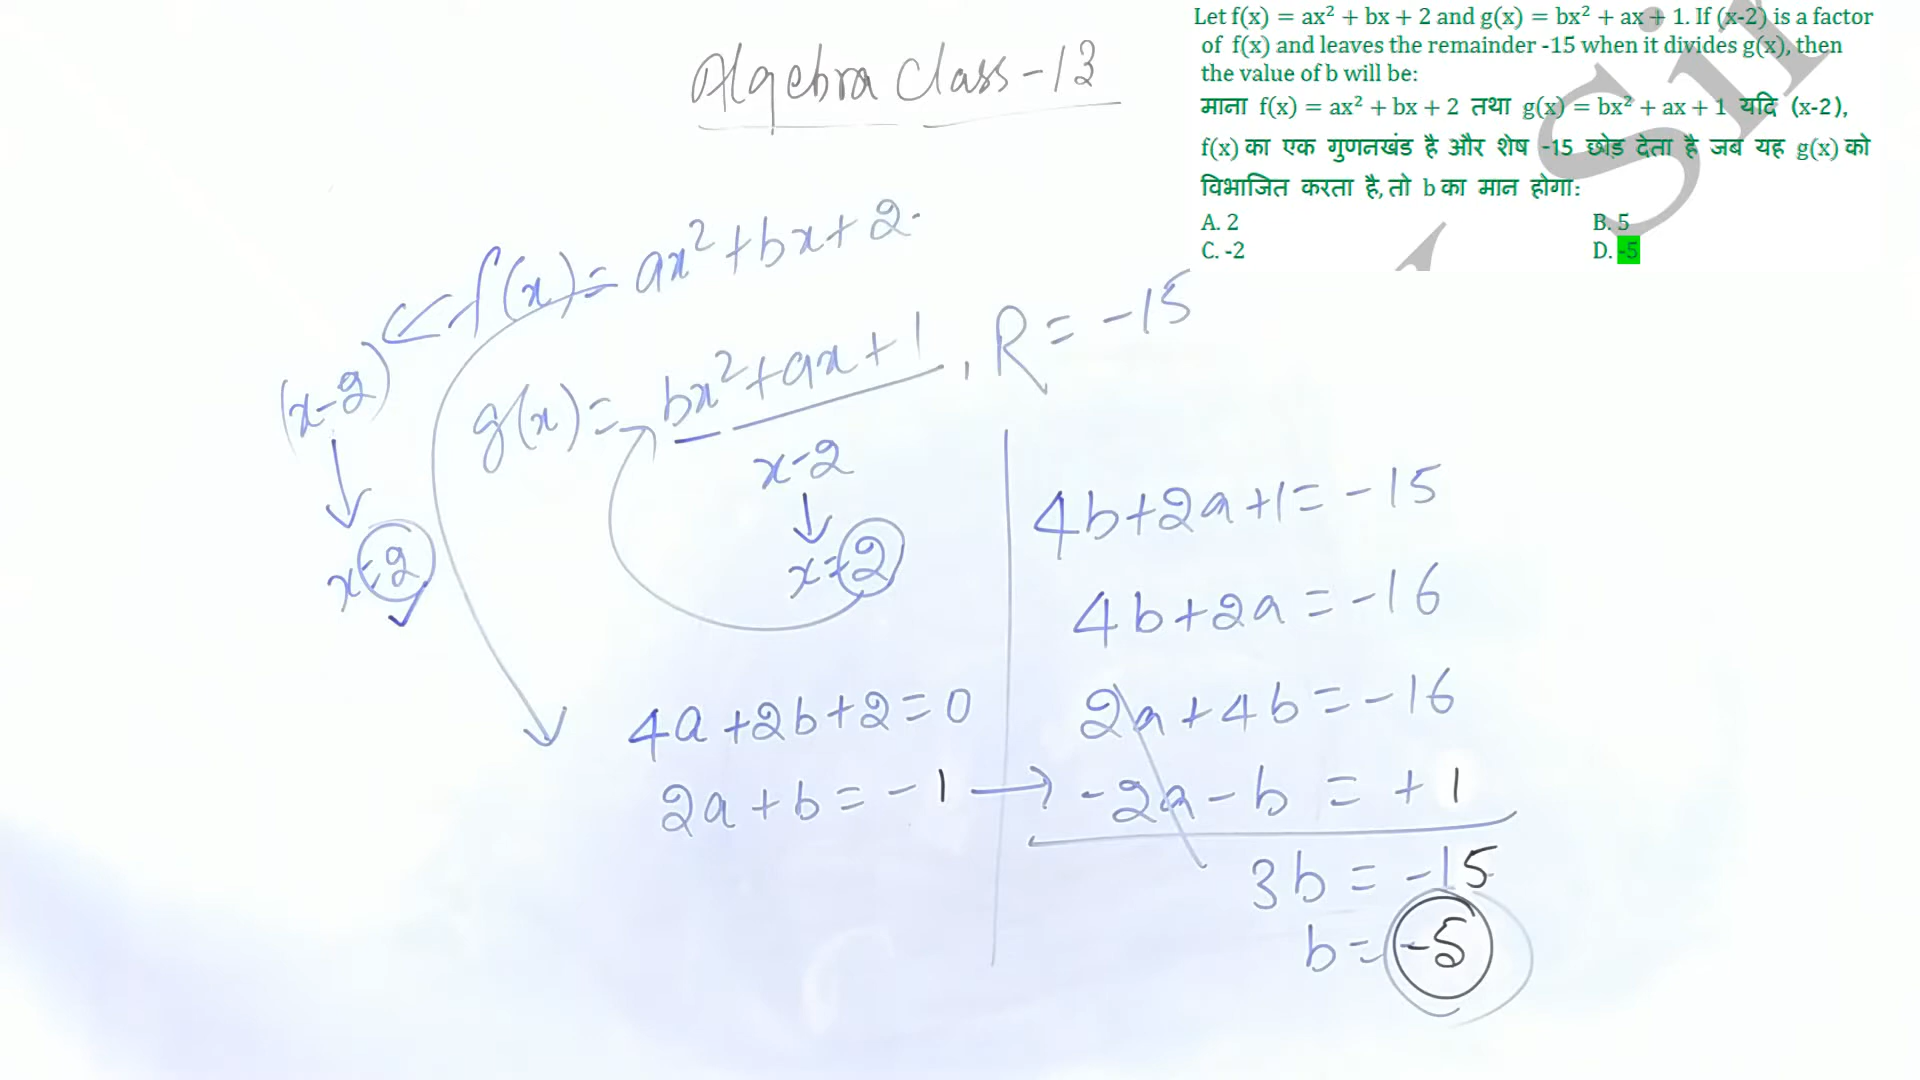 Algebra Class-13
Let f(x) = ax² + bx + 2 and g(x) = bx² + ax + 1. If (x-2) is a factor
of f(x) and leaves the remainder -15 when it divides g(x), then
the value of b will be:
माना f(x) = ax² + bx + 2 तथा g(x) = bx² + ax + 1 यदि (x-2),
f(x) का एक गुणनखंड है और शेष -15 छोड़ देता है जब यह g(x) को
विभाजित करता है, तो b का मान होगा:
A. 2 B. 5
C. -2 D. -5
Sir
f(x) = ax² + bx + 2
(x-2)
x=2
g(x) = bx² + ax + 1, R = -15
x-2
x=2
4a + 2b + 2 = 0
2a + b = -1
4b + 2a + 1 = -15
4b + 2a = -16
2a + 4b = -16
-2a - b = +1
3b = -15
b = -5